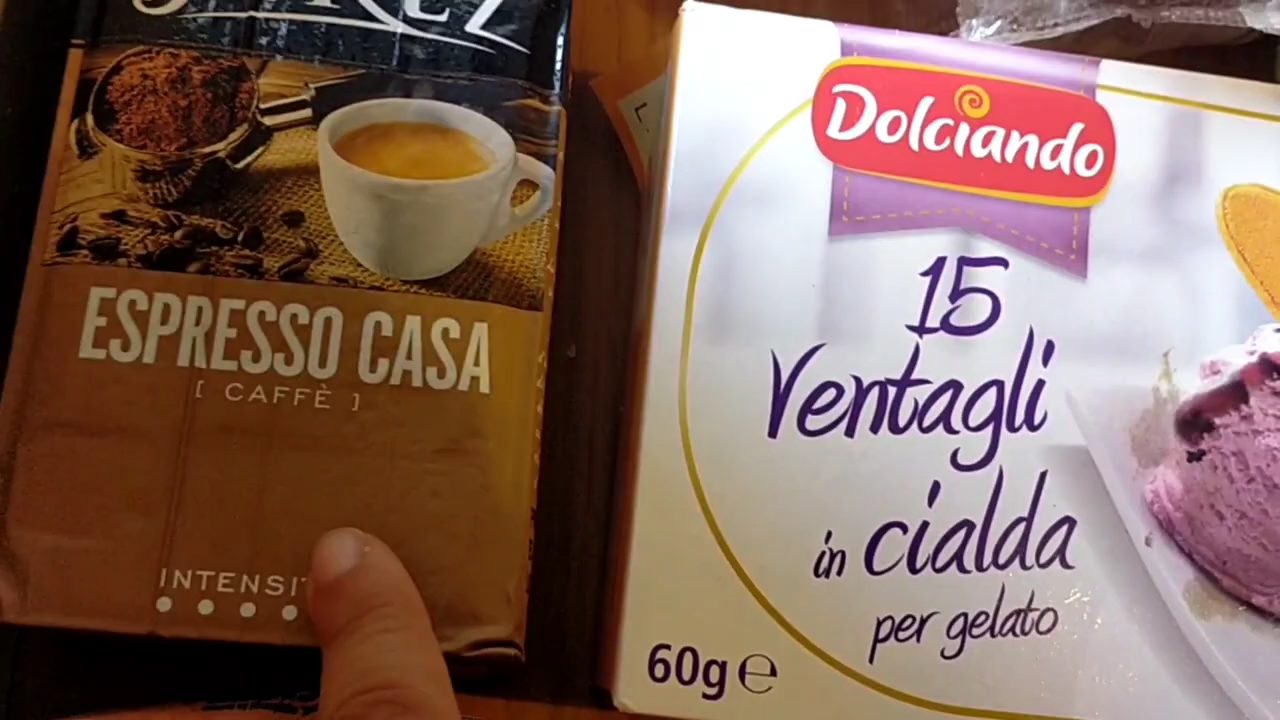 ESPRESSO CASA
[ CAFFÈ ]
Dolciando
15
Ventagli
in cialda
per gelato
60g ℮